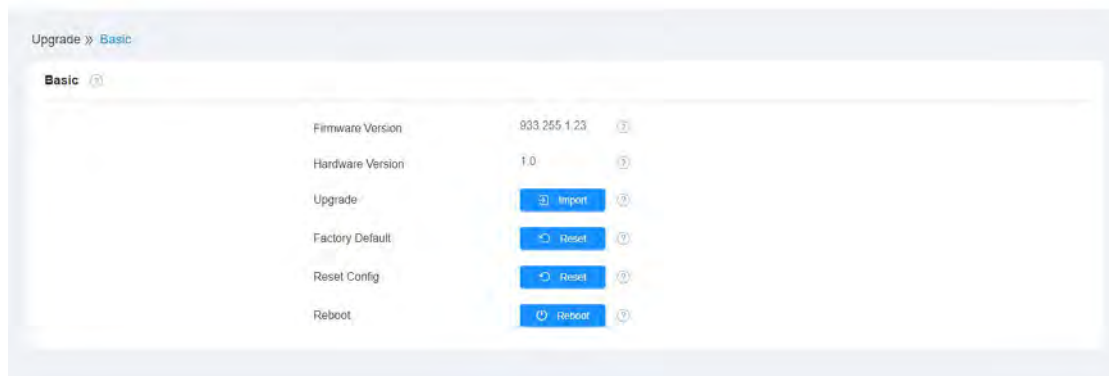 Upgrade » Basic
Basic ?
Firmware Version 933.255.1.23 ?
Hardware Version 1.0 ?
Upgrade Import ?
Factory Default Reset ?
Reset Config Reset ?
Reboot Reboot ?